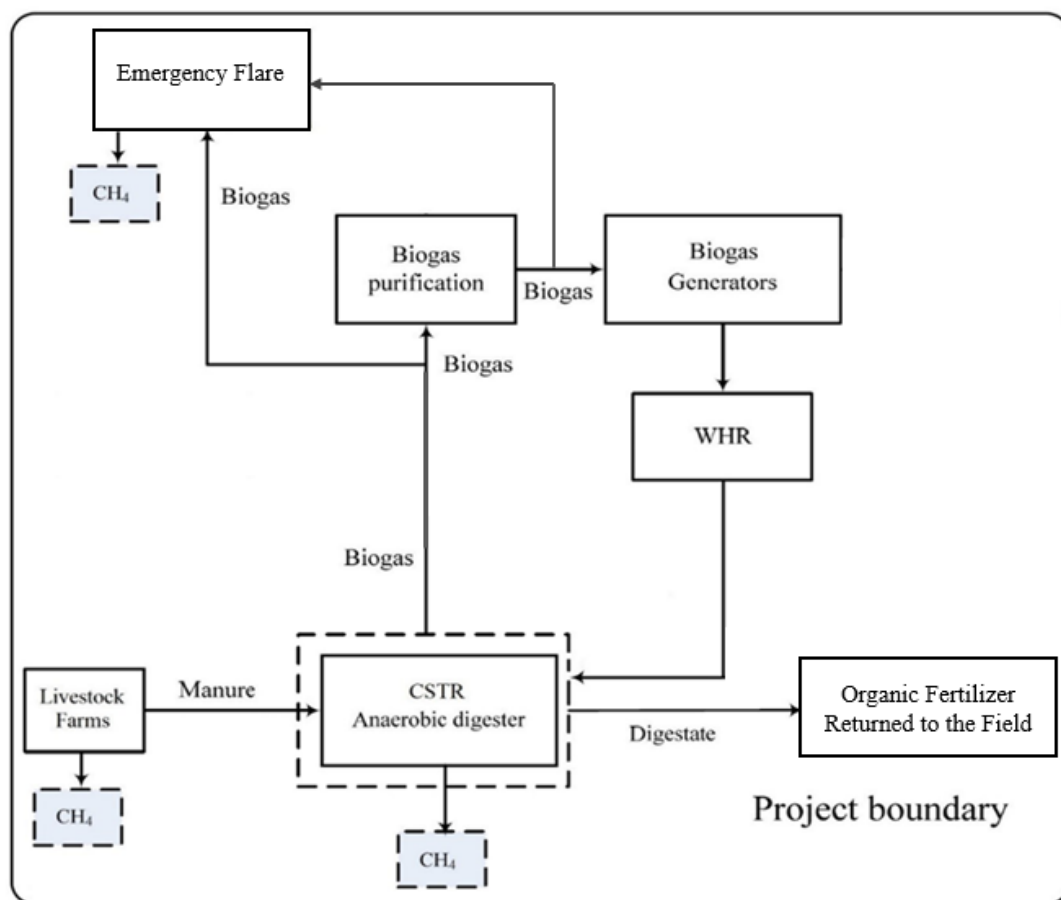 Emergency Flare
CH₄
Biogas
Biogas
purification
Biogas
Biogas
Generators
Biogas
WHR
Biogas
Livestock
Farms
Manure
CSTR
Anaerobic digester
Digestate
Organic Fertilizer
Returned to the Field
CH₄
CH₄
Project boundary